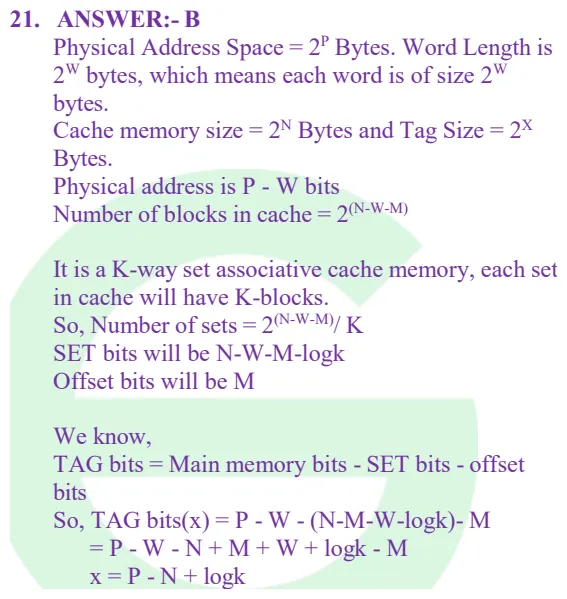 21. ANSWER:- B
Physical Address Space = 2^P Bytes. Word Length is
2^W bytes, which means each word is of size 2^W
bytes.
Cache memory size = 2^N Bytes and Tag Size = 2^X
Bytes.
Physical address is P - W bits
Number of blocks in cache = 2^(N-W-M)
It is a K-way set associative cache memory, each set
in cache will have K-blocks.
So, Number of sets = 2^(N-W-M)/ K
SET bits will be N-W-M-logk
Offset bits will be M
We know,
TAG bits = Main memory bits - SET bits - offset
bits
So, TAG bits(x) = P - W - (N-M-W-logk)- M
= P - W - N + M + W + logk - M
x = P - N + logk